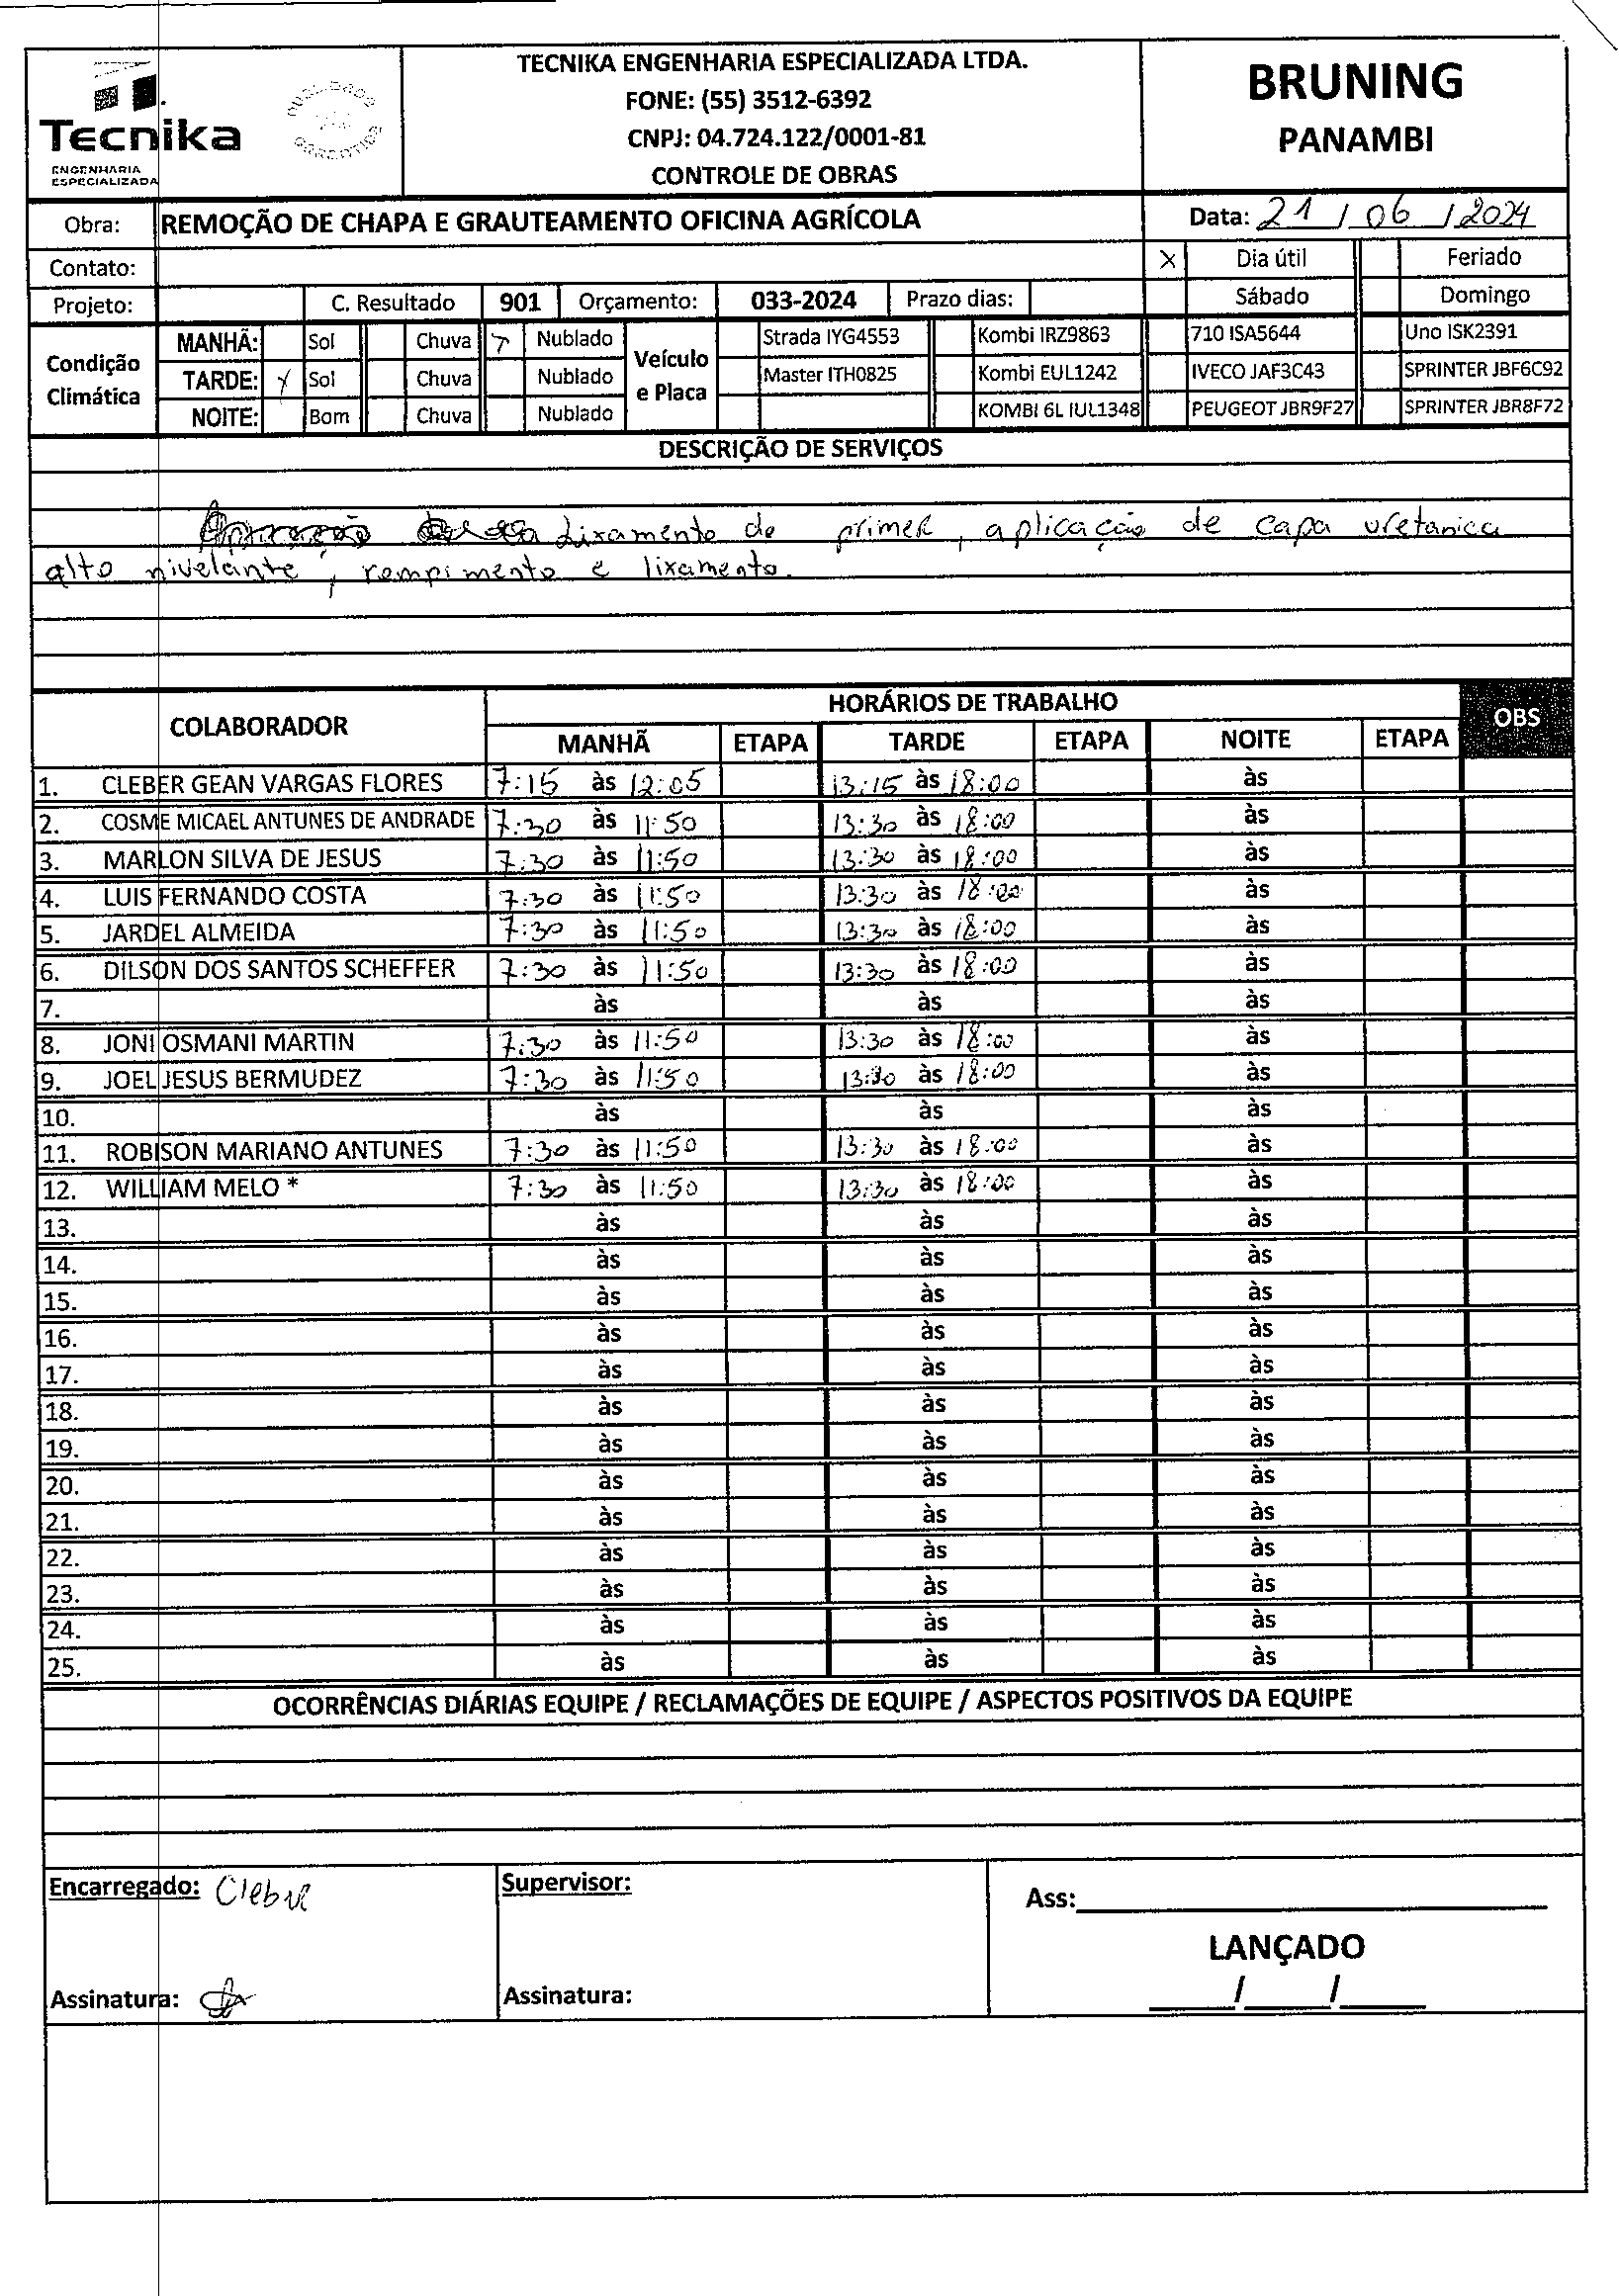 TECNIKA ENGENHARIA ESPECIALIZADA LTDA.
FONE: (55) 3512-6392
CNPJ: 04.724.122/0001-81
CONTROLE DE OBRAS
Tecnika
ENGENHARIA
ESPECIALIZADA
BRUNING
PANAMBI
Obra: REMOÇÃO DE CHAPA E GRAUTEAMENTO OFICINA AGRÍCOLA Data: 21/06/2024
Contato: X Dia útil Feriado
Projeto: C. Resultado 901 Orçamento: 033-2024 Prazo dias: Sábado Domingo
Condição Climática
MANHÃ: Sol Chuva Nublado
TARDE: X Sol Chuva Nublado
NOITE: Bom Chuva Nublado
Veículo e Placa
Strada IYG4553 Kombi IRZ9863 710 ISA5644 Uno ISK2391
Master ITH0825 Kombi EUL1242 IVECO JAF3C43 SPRINTER JBF6C92
KOMBI 6L IUL1348 PEUGEOT JBR9F27 SPRINTER JBR8F72
DESCRIÇÃO DE SERVIÇOS
Lixamento de primer, aplicação de capa uretanica
alto nivelante, rompimento e lixamento.
COLABORADOR HORÁRIOS DE TRABALHO OBS
MANHÃ ETAPA TARDE ETAPA NOITE ETAPA
1. CLEBER GEAN VARGAS FLORES 7:15 às 12:05 13:15 às 18:00 às
2. COSME MICAEL ANTUNES DE ANDRADE 7:30 às 11:50 13:30 às 18:00 às
3. MARLON SILVA DE JESUS 7:30 às 11:50 13:30 às 18:00 às
4. LUIS FERNANDO COSTA 7:30 às 11:50 13:30 às 18:00 às
5. JARDEL ALMEIDA 7:30 às 11:50 13:30 às 18:00 às
6. DILSON DOS SANTOS SCHEFFER 7:30 às 11:50 13:30 às 18:00 às
7. às às às
8. JONI OSMANI MARTIN 7:30 às 11:50 13:30 às 18:00 às
9. JOEL JESUS BERMUDEZ 7:30 às 11:50 13:30 às 18:00 às
10. às às às
11. ROBISON MARIANO ANTUNES 7:30 às 11:50 13:30 às 18:00 às
12. WILLIAM MELO * 7:30 às 11:50 13:30 às 18:00 às
13. às às às
14. às às às
15. às às às
16. às às às
17. às às às
18. às às às
19. às às às
20. às às às
21. às às às
22. às às às
23. às às às
24. às às às
25. às às às
OCORRÊNCIAS DIÁRIAS EQUIPE / RECLAMAÇÕES DE EQUIPE / ASPECTOS POSITIVOS DA EQUIPE
Encarregado: Cleber Supervisor: Ass:
LANÇADO
Assinatura: Assinatura: / /